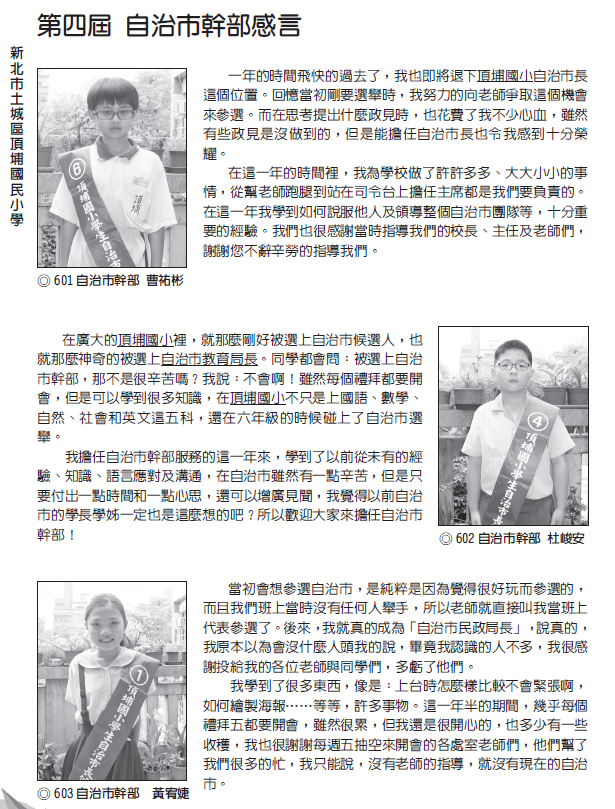 第四屆 自治市幹部感言
新北市土城區頂埔國民小學
一年的時間飛快的過去了，我也即將退下頂埔國小自治市長
這個位置。回憶當初剛要選舉時，我努力的向老師爭取這個機會
來參選。而在思考提出什麼政見時，也花費了我不少心血，雖然
有些政見是沒做到的，但是能擔任自治市長也令我感到十分榮
耀。
在這一年的時間裡，我為學校做了許許多多、大大小小的事
情，從幫老師跑腿到站在司令台上擔任主席都是我們要負責的。
在這一年我學到如何說服他人及領導整個自治市團隊等，十分重
要的經驗。我們也很感謝當時指導我們的校長、主任及老師們，
謝謝您不辭辛勞的指導我們。
⑥
頂埔國小學生自治市
頂埔
◎ 601 自治市幹部 曹祐彬
在廣大的頂埔國小裡，就那麼剛好被選上自治市候選人，也
就那麼神奇的被選上自治市教育局長。同學都會問：被選上自治
市幹部，那不是很辛苦嗎？我說：不會啊！雖然每個禮拜都要開
會，但是可以學到很多知識，在頂埔國小不只是上國語、數學、
自然、社會和英文這五科，還在六年級的時候碰上了自治市選
舉。
我擔任自治市幹部服務的這一年來，學到了以前從未有的經
驗、知識、語言應對及溝通，在自治市雖然有一點辛苦，但是只
要付出一點時間和一點心思，還可以增廣見聞，我覺得以前自治
市的學長學姊一定也是這麼想的吧？所以歡迎大家來擔任自治市
幹部！
④
頂埔國小學生自治市長
◎ 602 自治市幹部 杜峻安
當初會想參選自治市，是純粹是因為覺得很好玩而參選的，
而且我們班上當時沒有任何人舉手，所以老師就直接叫我當班上
代表參選了。後來，我就真的成為「自治市民政局長」，說真的，
我原本以為會沒什麼人頭我的說，畢竟我認識的人不多，我很感
謝投給我的各位老師與同學們，多虧了他們。
我學到了很多東西，像是：上台時怎麼樣比較不會緊張啊，
如何繪製海報……等等，許多事物。這一年半的期間，幾乎每個
禮拜五都要開會，雖然很累，但我還是很開心的，也多少有一些
收穫，我也很謝謝每週五抽空來開會的各處室老師們，他們幫了
我們很多的忙，我只能說，沒有老師的指導，就沒有現在的自治
市。
①
頂埔國小學生自治市長
◎ 603 自治市幹部 黃宥婕